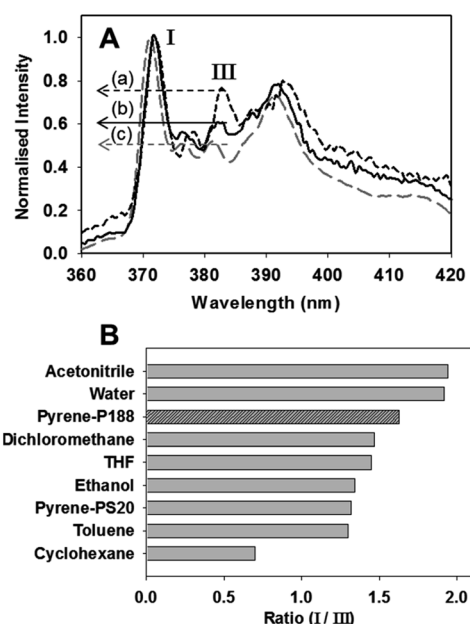 A
I
III
(a)
(b)
(c)
Normalised Intensity
1.0
0.8
0.6
0.4
0.2
0.0
360 370 380 390 400 410 420
Wavelength (nm)
B
Acetonitrile
Water
Pyrene-P188
Dichloromethane
THF
Ethanol
Pyrene-PS20
Toluene
Cyclohexane
0.0 0.5 1.0 1.5 2.0
Ratio (I / III)